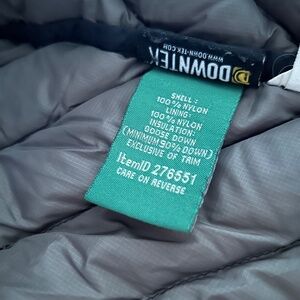 DOWNTEK
WWW.DOWN-TEK.COM
SHELL:
100% NYLON
LINING:
100% NYLON
INSULATION:
GOOSE DOWN
(MINIMUM 90% DOWN)
EXCLUSIVE OF TRIM
ItemID 276551
CARE ON REVERSE